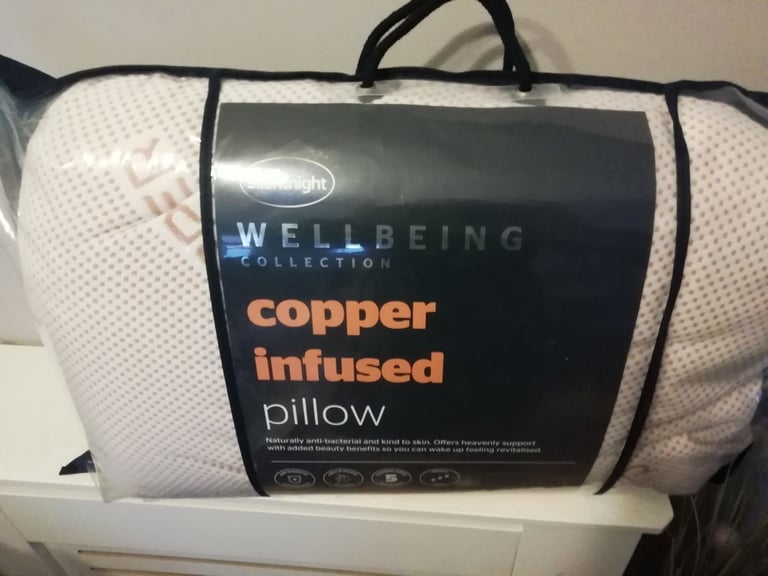 Silentnight
WELLBEING
COLLECTION
copper
infused
pillow
Naturally anti-bacterial and kind to skin. Offers heavenly support
with added beauty benefits so you can wake up feeling revitalised.
5